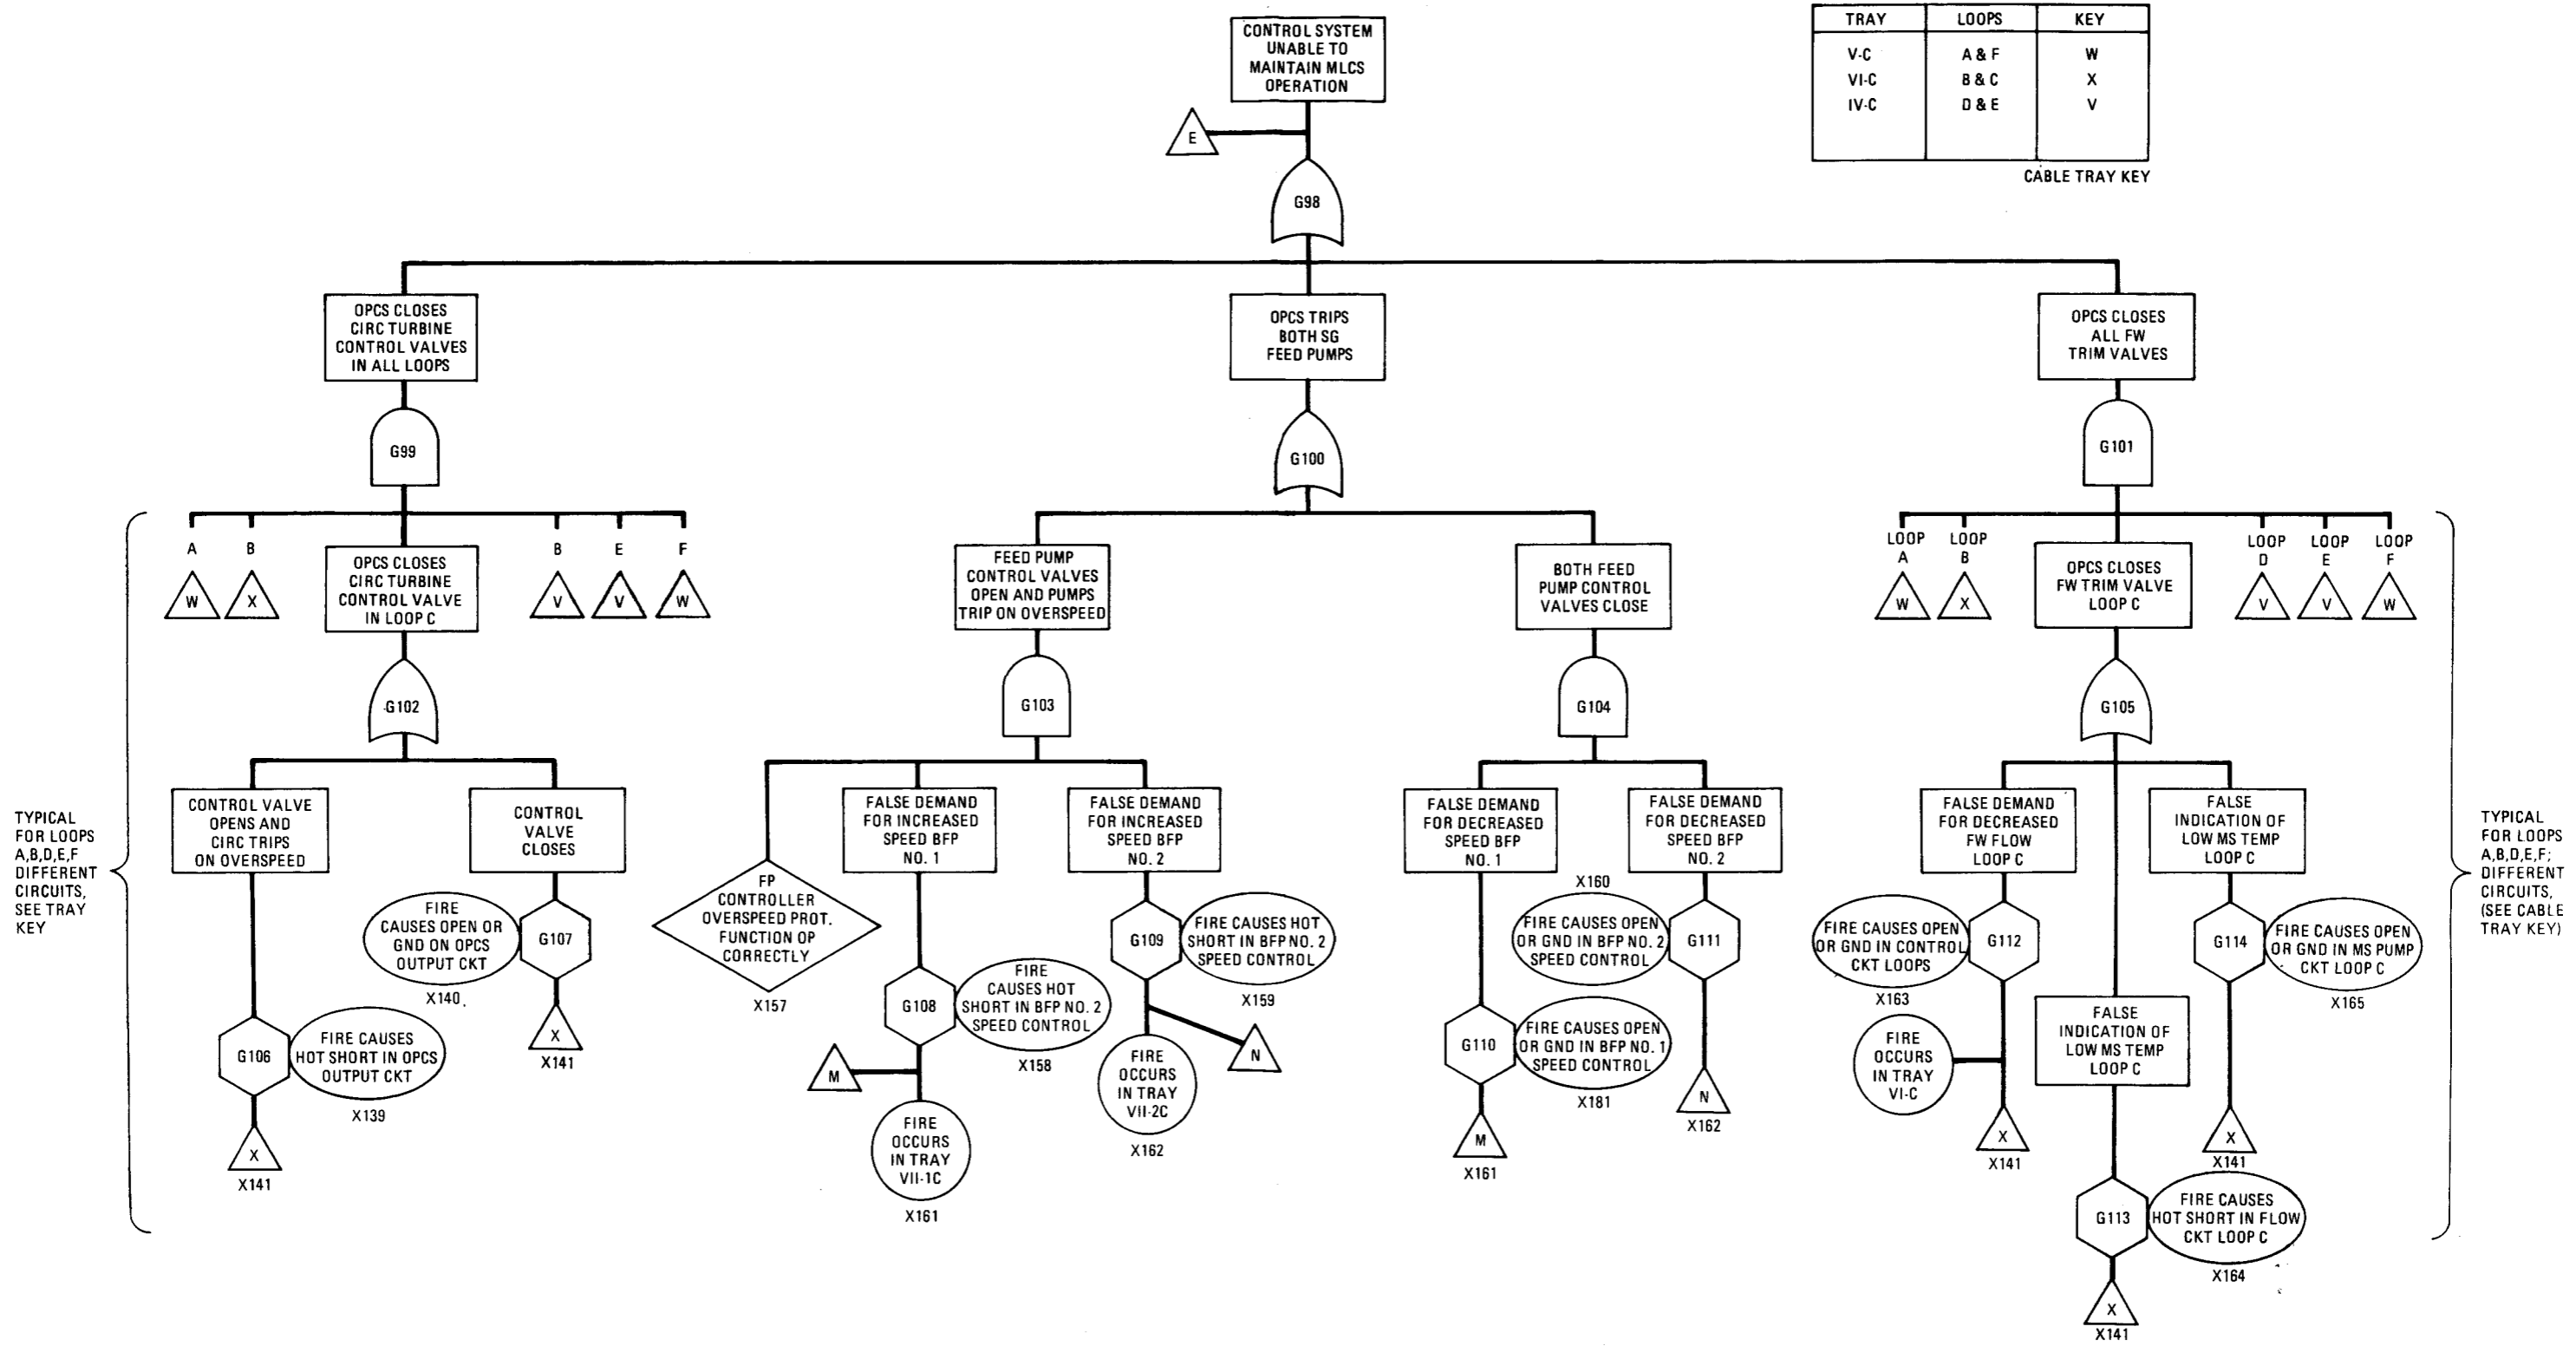 CONTROL SYSTEM
UNABLE TO
MAINTAIN MLCS
OPERATION
E
G98
TRAY LOOPS KEY
V-C A & F W
VI-C B & C X
IV-C D & E V
CABLE TRAY KEY
OPCS CLOSES
CIRC TURBINE
CONTROL VALVES
IN ALL LOOPS
G99
OPCS TRIPS
BOTH SG
FEED PUMPS
G100
OPCS CLOSES
ALL FW
TRIM VALVES
G101
A
W
B
X
OPCS CLOSES
CIRC TURBINE
CONTROL VALVE
IN LOOP C
B
V
E
V
F
W
G102
FEED PUMP
CONTROL VALVES
OPEN AND PUMPS
TRIP ON OVERSPEED
G103
BOTH FEED
PUMP CONTROL
VALVES CLOSE
G104
LOOP
A
W
LOOP
B
X
OPCS CLOSES
FW TRIM VALVE
LOOP C
LOOP
D
V
LOOP
E
V
LOOP
F
W
G105
TYPICAL
FOR LOOPS
A,B,D,E,F
DIFFERENT
CIRCUITS,
SEE TRAY
KEY
CONTROL VALVE
OPENS AND
CIRC TRIPS
ON OVERSPEED
G106
FIRE CAUSES
HOT SHORT IN OPCS
OUTPUT CKT
X139
X
X141
CONTROL
VALVE
CLOSES
FIRE
CAUSES OPEN OR
GND ON OPCS
OUTPUT CKT
X140
G107
X
X141
FP
CONTROLLER
OVERSPEED PROT.
FUNCTION OP
CORRECTLY
X157
FALSE DEMAND
FOR INCREASED
SPEED BFP
NO. 1
G108
FIRE
CAUSES HOT
SHORT IN BFP NO. 2
SPEED CONTROL
X158
M
FIRE
OCCURS
IN TRAY
VII-1C
X161
FALSE DEMAND
FOR INCREASED
SPEED BFP
NO. 2
G109
FIRE CAUSES HOT
SHORT IN BFP NO. 2
SPEED CONTROL
X159
N
FIRE
OCCURS
IN TRAY
VII-2C
X162
FALSE DEMAND
FOR DECREASED
SPEED BFP
NO. 1
G110
FIRE CAUSES OPEN
OR GND IN BFP NO. 1
SPEED CONTROL
X181
M
X161
FALSE DEMAND
FOR DECREASED
SPEED BFP
NO. 2
X160
FIRE CAUSES OPEN
OR GND IN BFP NO. 2
SPEED CONTROL
G111
N
X162
FALSE DEMAND
FOR DECREASED
FW FLOW
LOOP C
FIRE CAUSES OPEN
OR GND IN CONTROL
CKT LOOPS
X163
G112
FIRE
OCCURS
IN TRAY
VI-C
X
X141
FALSE
INDICATION OF
LOW MS TEMP
LOOP C
G113
FIRE CAUSES
HOT SHORT IN FLOW
CKT LOOP C
X164
X
X141
FALSE
INDICATION OF
LOW MS TEMP
LOOP C
G114
FIRE CAUSES OPEN
OR GND IN MS PUMP
CKT LOOP C
X165
X
X141
TYPICAL
FOR LOOPS
A,B,D,E,F;
DIFFERENT
CIRCUITS,
(SEE CABLE
TRAY KEY)